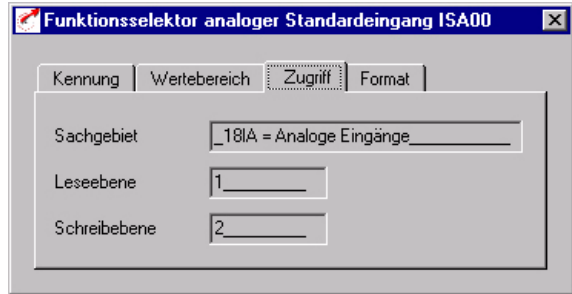 Funktionsselektor analoger Standardeingang ISA00
Kennung Wertebereich Zugriff Format
Sachgebiet _18IA = Analoge Eingänge__________
Leseebene 1________
Schreibebene 2________